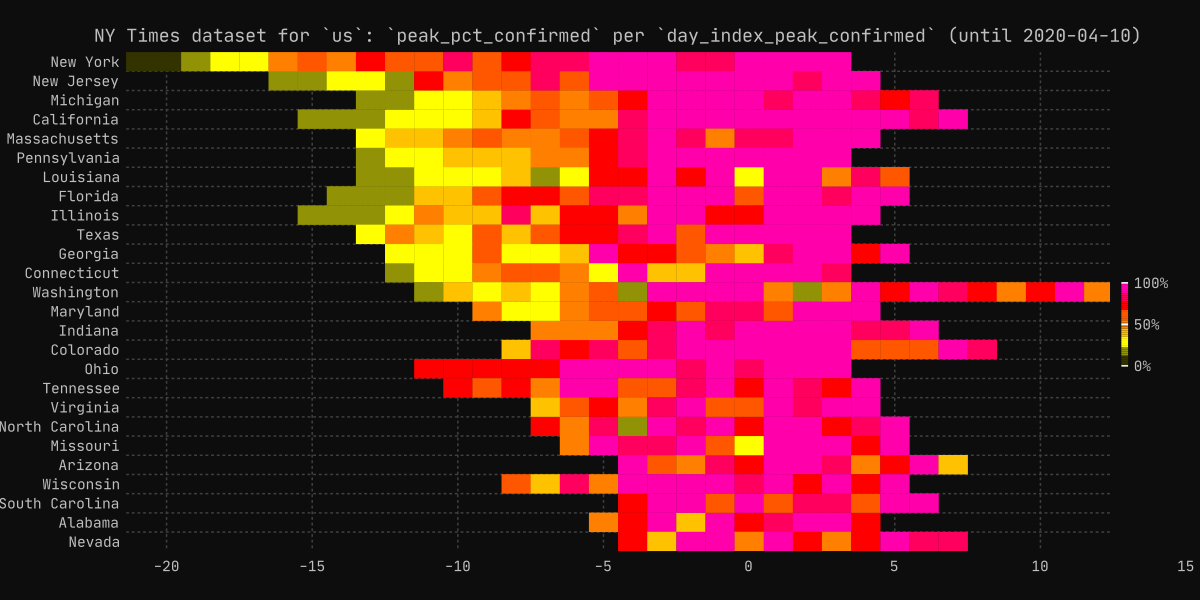 NY Times dataset for `us`: `peak_pct_confirmed` per `day_index_peak_confirmed` (until 2020-04-10)
New York
New Jersey
Michigan
California
Massachusetts
Pennsylvania
Louisiana
Florida
Illinois
Texas
Georgia
Connecticut
Washington
Maryland
Indiana
Colorado
Ohio
Tennessee
Virginia
North Carolina
Missouri
Arizona
Wisconsin
South Carolina
Alabama
Nevada
100%
50%
0%
-20 -15 -10 -5 0 5 10 15